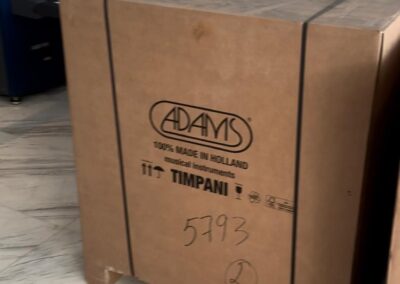 ADAMS
100% MADE IN HOLLAND
musical instruments
TIMPANI
5793
2